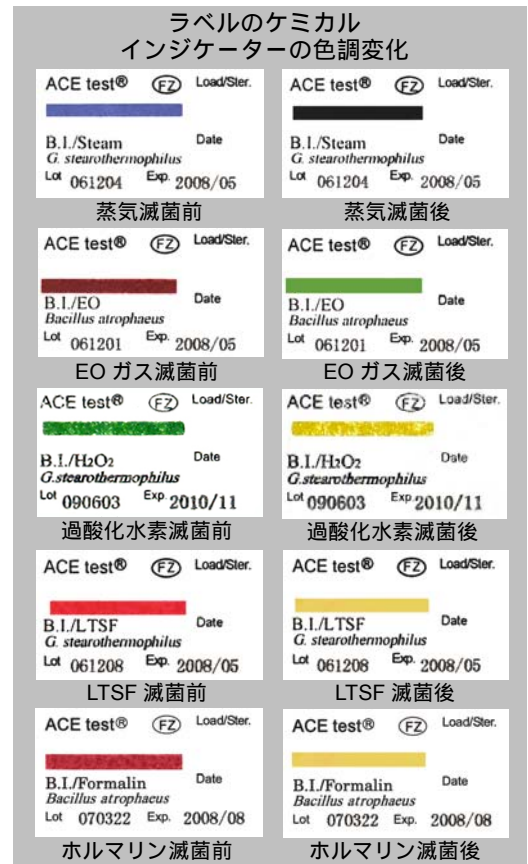 ラベルのケミカル
インジケーターの色調変化
ACE test® FZ Load/Ster.
B.I./Steam Date
G. stearothermophilus
Lot 061204 Exp. 2008/05
蒸気滅菌前
ACE test® FZ Load/Ster.
B.I./Steam Date
G. stearothermophilus
Lot 061204 Exp. 2008/05
蒸気滅菌後
ACE test® FZ Load/Ster.
B.I./EO Date
Bacillus atrophaeus
Lot 061201 Exp. 2008/05
EO ガス滅菌前
ACE test® FZ Load/Ster.
B.I./EO Date
Bacillus atrophaeus
Lot 061201 Exp. 2008/05
EO ガス滅菌後
ACE test® FZ Load/Ster.
B.I./H2O2 Date
G.stearothermophilus
Lot 090603 Exp 2010/11
過酸化水素滅菌前
ACE test® FZ Load/Ster.
B.I./H2O2 Date
G.stearothermophilus
Lot 090603 Exp 2010/11
過酸化水素滅菌後
ACE test® FZ Load/Ster.
B.I./LTSF Date
G. stearothermophilus
Lot 061208 Exp. 2008/05
LTSF 滅菌前
ACE test® FZ Load/Ster.
B.I./LTSF Date
G. stearothermophilus
Lot 061208 Exp. 2008/05
LTSF 滅菌後
ACE test® FZ Load/Ster.
B.I./Formalin Date
Bacillus atrophaeus
Lot 070322 Exp. 2008/08
ホルマリン滅菌前
ACE test® FZ Load/Ster.
B.I./Formalin Date
Bacillus atrophaeus
Lot 070322 Exp. 2008/08
ホルマリン滅菌後